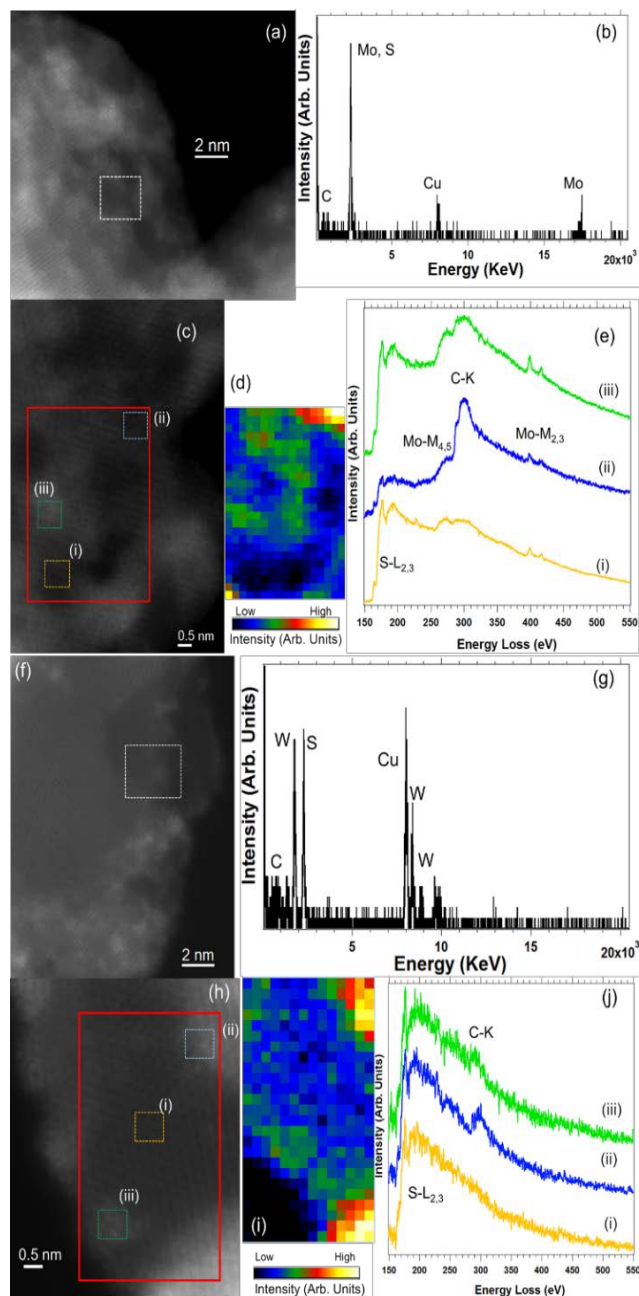 (a)
2 nm
(b)
Intensity (Arb. Units)
Mo, S
C
Cu
Mo
5
10
15
20x10³
Energy (KeV)
(c)
(ii)
(iii)
(i)
0.5 nm
(d)
Low High
Intensity (Arb. Units)
(e)
Intensity (Arb. Units)
(iii)
C-K
Mo-M4,5
Mo-M2,3
(ii)
S-L2,3
(i)
150 200 250 300 350 400 450 500 550
Energy Loss (eV)
(f)
2 nm
(g)
Intensity (Arb. Units)
W
S
Cu
W
C
W
5
10
15
20x10³
Energy (KeV)
(h)
(ii)
(i)
(iii)
0.5 nm
(i)
Low High
Intensity (Arb. Units)
(j)
Intensity (Arb. Units)
C-K
(iii)
(ii)
S-L2,3
(i)
150 200 250 300 350 400 450 500 550
Energy Loss (eV)